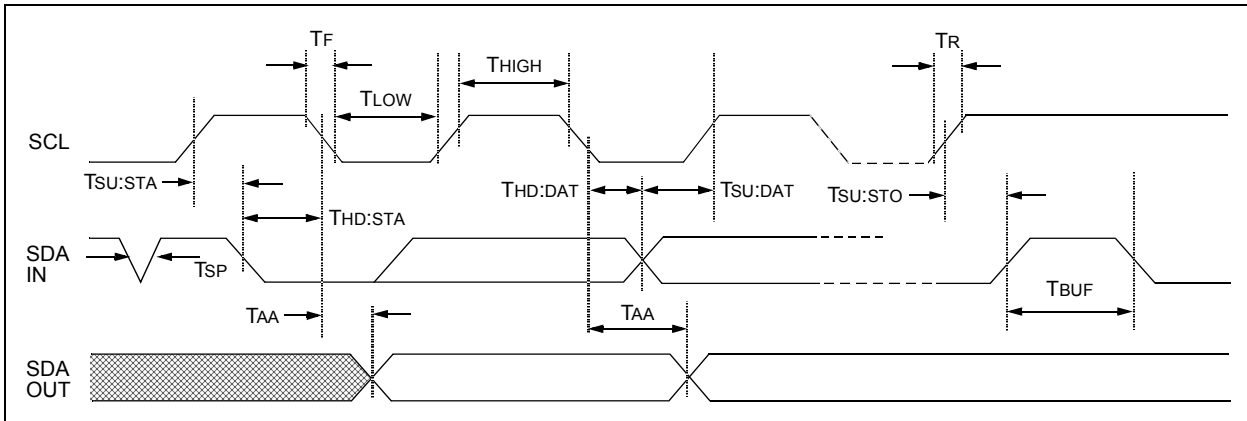 TF
TR
THIGH
TLOW
SCL
TSU:STA
THD:DAT
TSU:DAT
TSU:STO
THD:STA
SDA
IN
TSP
TBUF
TAA
TAA
SDA
OUT